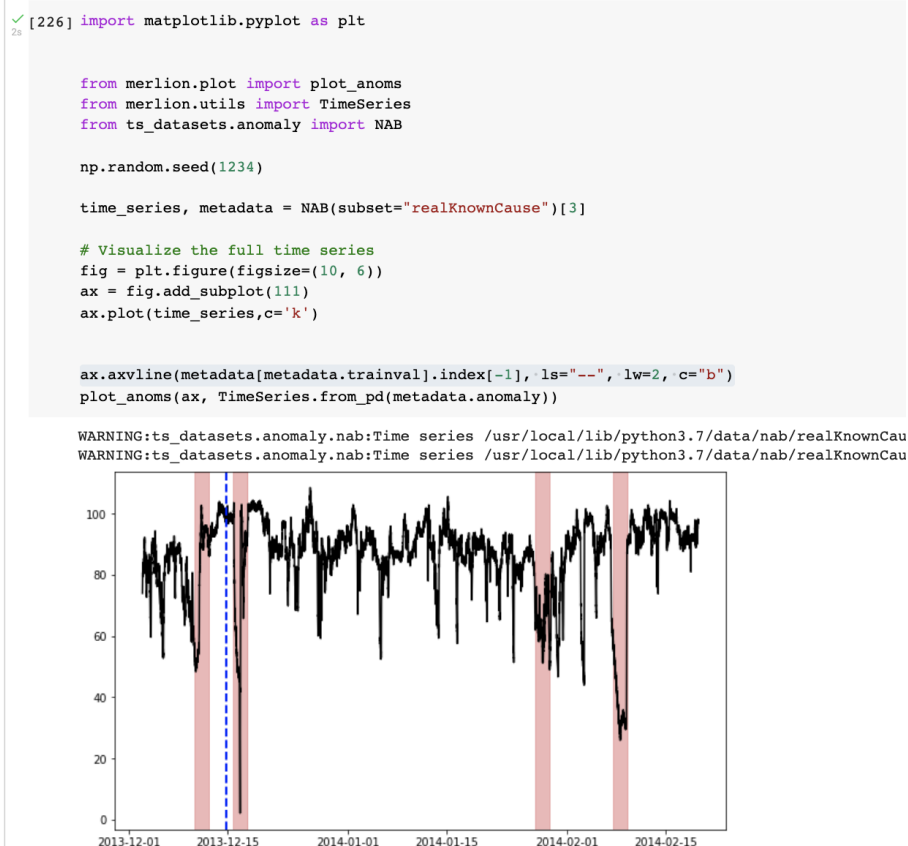 [226] import matplotlib.pyplot as plt
2s
from merlion.plot import plot_anoms
from merlion.utils import TimeSeries
from ts_datasets.anomaly import NAB
np.random.seed(1234)
time_series, metadata = NAB(subset="realKnownCause")[3]
# Visualize the full time series
fig = plt.figure(figsize=(10, 6))
ax = fig.add_subplot(111)
ax.plot(time_series,c='k')
ax.axvline(metadata[metadata.trainval].index[-1], ls="--", lw=2, c="b")
plot_anoms(ax, TimeSeries.from_pd(metadata.anomaly))
WARNING:ts_datasets.anomaly.nab:Time series /usr/local/lib/python3.7/data/nab/realKnownCau
WARNING:ts_datasets.anomaly.nab:Time series /usr/local/lib/python3.7/data/nab/realKnownCau
100
80
60
40
20
0
2013-12-01 2013-12-15 2014-01-01 2014-01-15 2014-02-01 2014-02-15